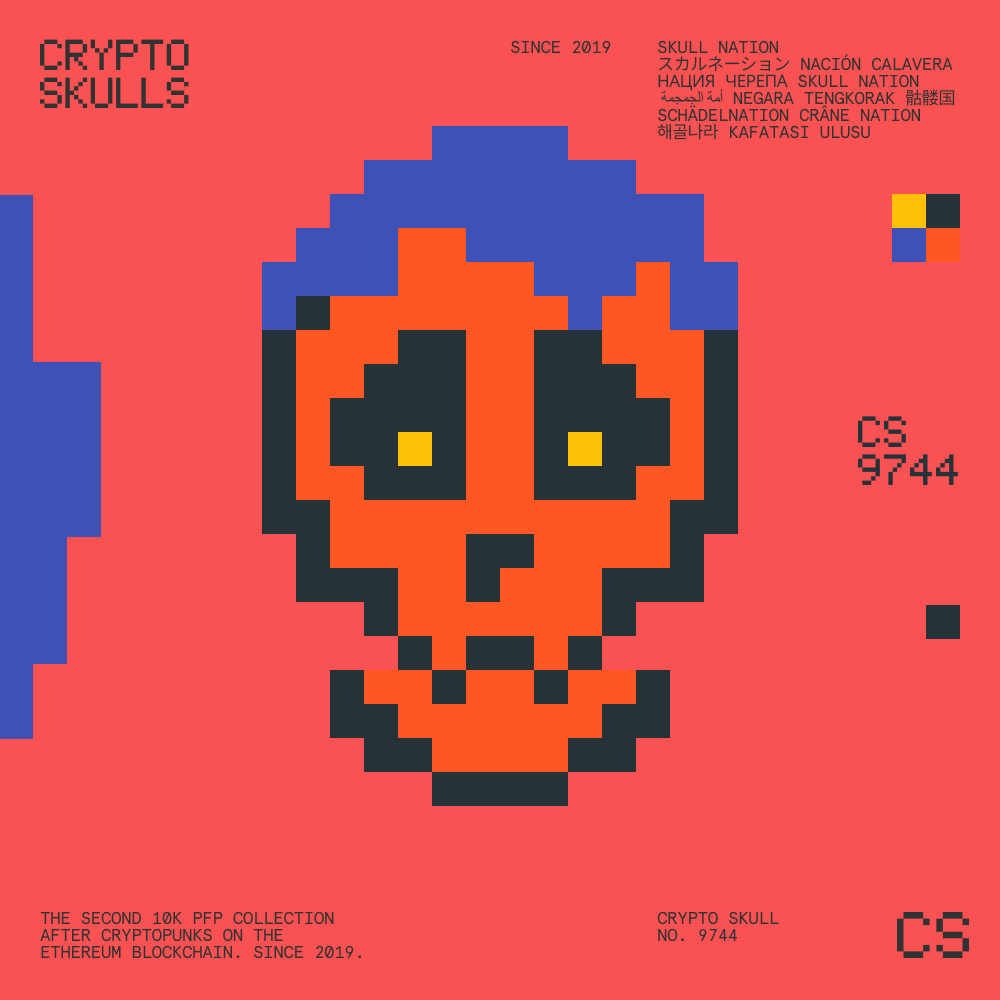 CRYPTO
SKULLS
SINCE 2019
SKULL NATION
スカルネーション NACIÓN CALAVERA
НАЦИЯ ЧЕРЕПА SKULL NATION
أمة الجمجمة NEGARA TENGKORAK 骷髅国
SCHÄDELNATION CRÂNE NATION
해골나라 KAFATASI ULUSU
CS
9744
THE SECOND 10K PFP COLLECTION
AFTER CRYPTOPUNKS ON THE
ETHEREUM BLOCKCHAIN. SINCE 2019.
CRYPTO SKULL
NO. 9744
CS